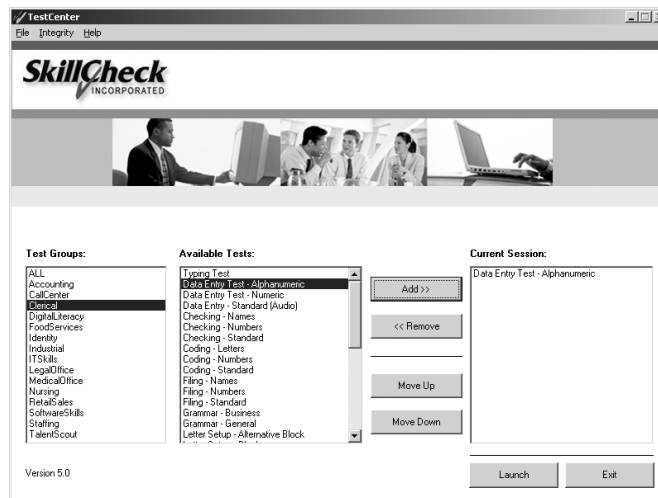 TestCenter
File Integrity Help
SkillCheck
INCORPORATED
Test Groups:
ALL
Accounting
CallCenter
Clerical
DigitalLiteracy
FoodServices
Identity
Industrial
ITSkills
LegalOffice
MedicalOffice
Nursing
RetailSales
SoftwareSkills
Staffing
TalentScout
Available Tests:
Typing Test
Data Entry Test - Alphanumeric
Data Entry Test - Numeric
Data Entry - Standard (Audio)
Checking - Names
Checking - Numbers
Checking - Standard
Coding - Letters
Coding - Numbers
Coding - Standard
Filing - Names
Filing - Numbers
Filing - Standard
Grammar - Business
Grammar - General
Letter Setup - Alternative Block
Add >>
<< Remove
Move Up
Move Down
Current Session:
Data Entry Test - Alphanumeric
Version 5.0
Launch
Exit